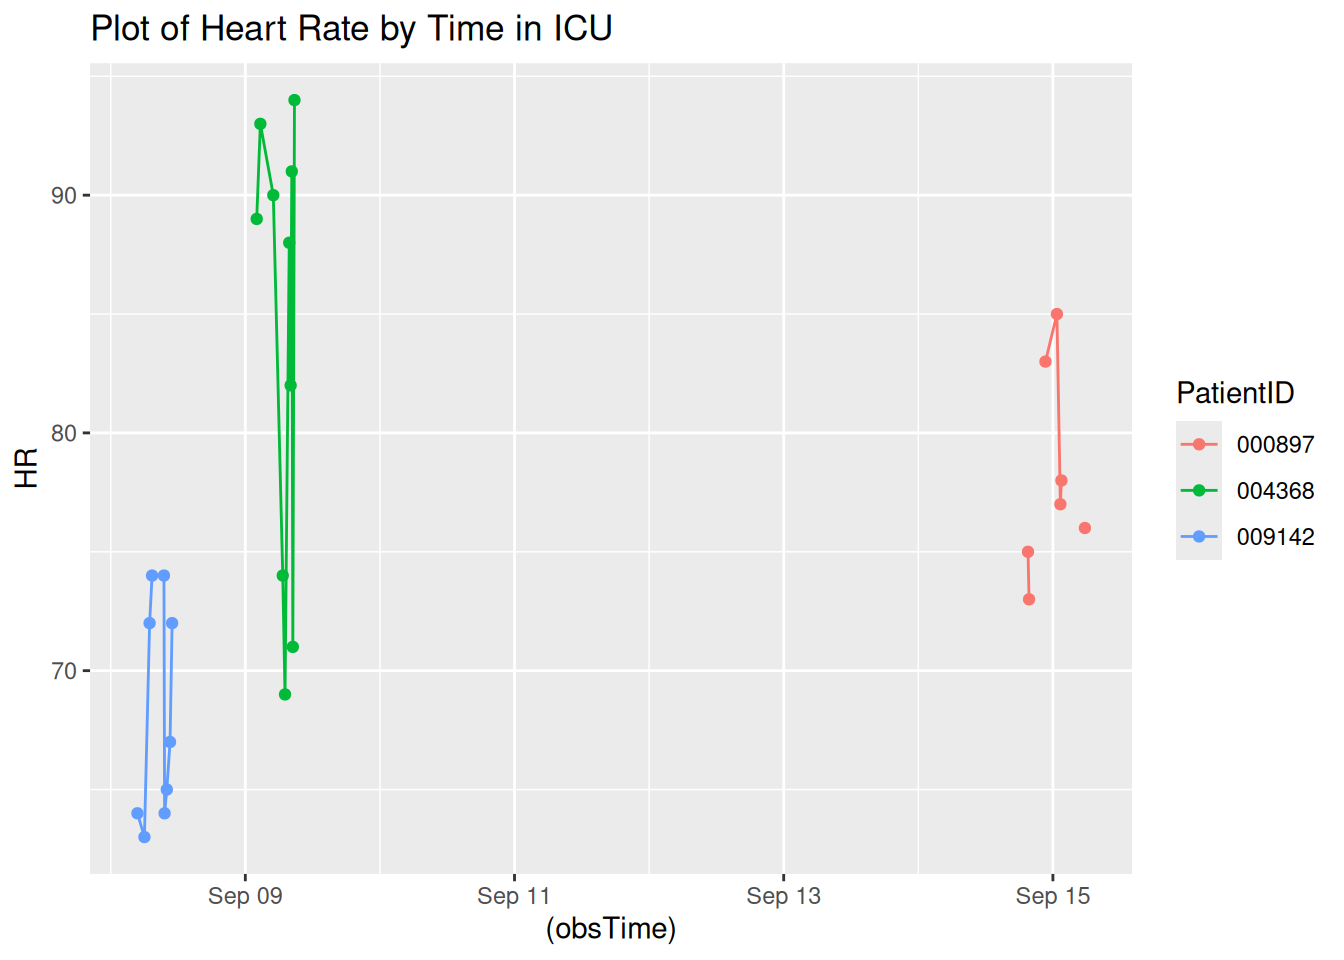 Plot of Heart Rate by Time in ICU
90
80
70
HR
Sep 09
Sep 11
Sep 13
Sep 15
(obsTime)
PatientID
000897
004368
009142